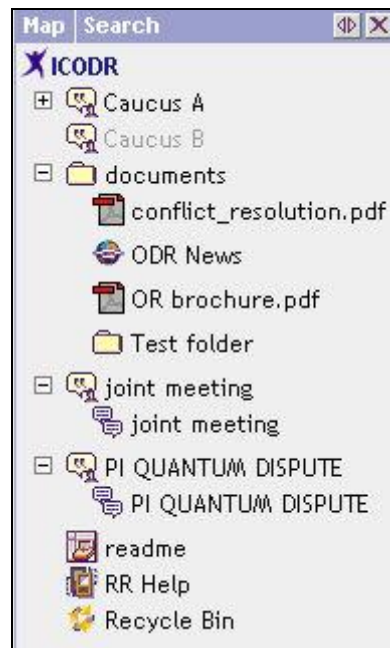 Map Search
ICODR
Caucus A
Caucus B
documents
conflict_resolution.pdf
ODR News
OR brochure.pdf
Test folder
joint meeting
joint meeting
PI QUANTUM DISPUTE
PI QUANTUM DISPUTE
readme
RR Help
Recycle Bin